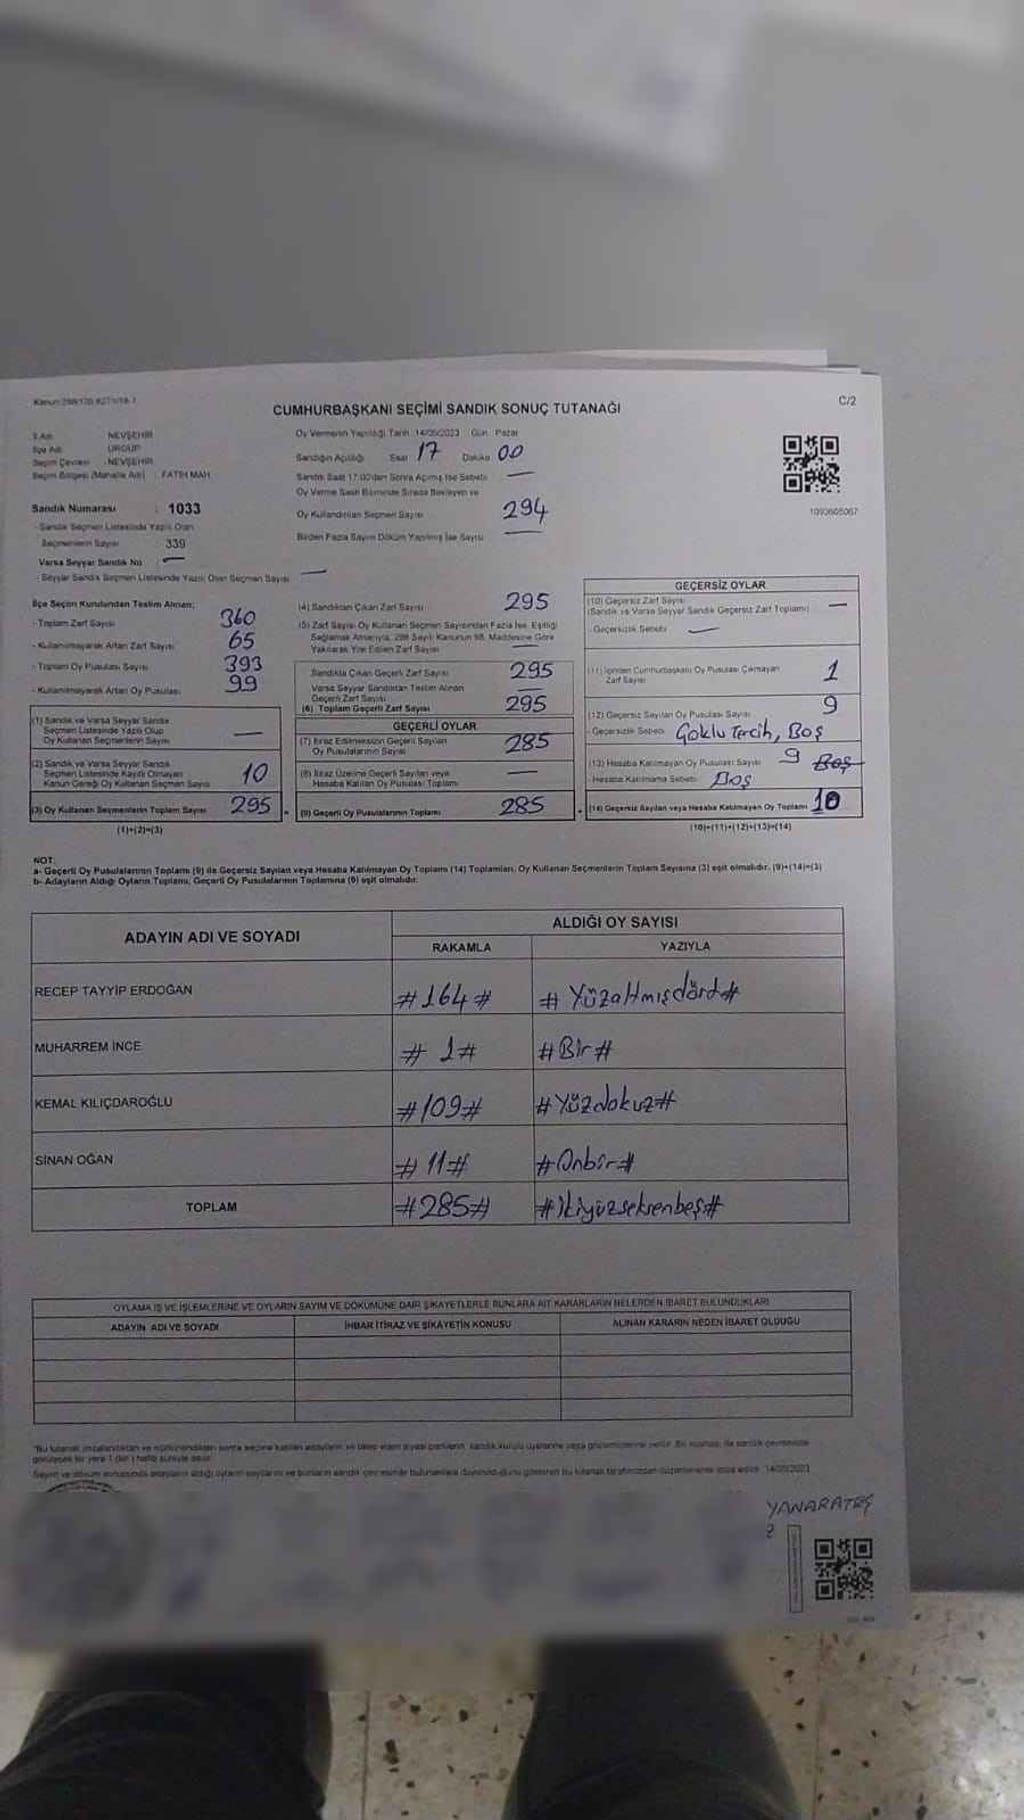 C/2
CUMHURBAŞKANI SEÇİMİ SANDIK SONUÇ TUTANAĞI
İl Adı : NEVŞEHİR
İlçe Adı : ÜRGÜP
Seçim Çevresi : NEVŞEHİR
Seçim Bölgesi (Mahalle Adı) : FATİH MAH.
Sandık Numarası : 1033
- Sandık Seçmen Listesinde Yazılı Olan
Seçmenlerin Sayısı 339
Varsa Seyyar Sandık No —
- Seyyar Sandık Seçmen Listesinde Yazılı Olan Seçmen Sayısı —
Oy Vermenin Yapıldığı Tarih :14/05/2023 Gün: Pazar
Sandığın Açıldığı Saat 17 Dakika 00
Sandık Saat 17:00'den Sonra Açılmış İse Sebebi —
Oy Verme Saati Bitiminde Sırada Bekleyen ve
Oy Kullandırılan Seçmen Sayısı 294
Birden Fazla Sayım Döküm Yapılmış İse Sayısı —
1093605067
İlçe Seçim Kurulundan Teslim Alınan;
- Toplam Zarf Sayısı 360
- Kullanılmayarak Artan Zarf Sayısı 65
- Toplam Oy Pusulası Sayısı 393
- Kullanılmayarak Artan Oy Pusulası 99
(1) Sandık ve Varsa Seyyar Sandık
Seçmen Listesinde Yazılı Olup
Oy Kullanan Seçmenlerin Sayısı —
(2) Sandık ve Varsa Seyyar Sandık
Seçmen Listesinde Kaydı Olmayan
Kanun Gereği Oy Kullanan Seçmen Sayısı 10
(3) Oy Kullanan Seçmenlerin Toplam Sayısı 295
(1)+(2)=(3)
(4) Sandıktan Çıkan Zarf Sayısı 295
(5) Zarf Sayısı Oy Kullanan Seçmen Sayısından Fazla İse, Eşitliği
Sağlamak Amacıyla, 298 Sayılı Kanunun 98. Maddesine Göre
Yakılarak Yok Edilen Zarf Sayısı —
Sandıkta Çıkan Geçerli Zarf Sayısı 295
Varsa Seyyar Sandıktan Teslim Alınan
Geçerli Zarf Sayısı —
(6) Toplam Geçerli Zarf Sayısı 295
GEÇERLİ OYLAR
(7) İtiraz Edilmeksizin Geçerli Sayılan
Oy Pusulalarının Sayısı 285
(8) İtiraz Üzerine Geçerli Sayılan veya
Hesaba Katılan Oy Pusulası Toplamı —
(9) Geçerli Oy Pusulalarının Toplamı 285
GEÇERSİZ OYLAR
(10) Geçersiz Zarf Sayısı
(Sandık ve Varsa Seyyar Sandık Geçersiz Zarf Toplamı) —
- Geçersizlik Sebebi —
(11) İçinden Cumhurbaşkanı Oy Pusulası Çıkmayan
Zarf Sayısı 1
(12) Geçersiz Sayılan Oy Pusulası Sayısı 9
- Geçersizlik Sebebi Çoklu Tercih, Boş
(13) Hesaba Katılmayan Oy Pusulası Sayısı 9 Boş
- Hesaba Katılmama Sebebi Boş
(14) Geçersiz Sayılan veya Hesaba Katılmayan Oy Toplamı 10
(10)+(11)+(12)+(13)=(14)
NOT:
a- Geçerli Oy Pusulalarının Toplamı (9) ile Geçersiz Sayılan veya Hesaba Katılmayan Oy Toplamı (14) Toplamları, Oy Kullanan Seçmenlerin Toplam Sayısına (3) eşit olmalıdır. (9)+(14)=(3)
b- Adayların Aldığı Oyların Toplamı, Geçerli Oy Pusulalarının Toplamına (9) eşit olmalıdır.
ADAYIN ADI VE SOYADI
ALDIĞI OY SAYISI
RAKAMLA YAZIYLA
RECEP TAYYİP ERDOĞAN #164# #Yüzaltmışdört#
MUHARREM İNCE #1# #Bir#
KEMAL KILIÇDAROĞLU #109# #Yüzdokuz#
SİNAN OĞAN #11# #Onbir#
TOPLAM #285# #İkiyüzseksenbeş#
OYLAMA İŞ VE İŞLEMLERİNE VE OYLARIN SAYIM VE DÖKÜMÜNE DAİR ŞİKAYETLERLE BUNLARA AİT KARARLARIN NELERDEN İBARET BULUNDUKLARI
ADAYIN ADI VE SOYADI İHBAR İTİRAZ VE ŞİKAYETİN KONUSU ALINAN KARARIN NEDEN İBARET OLDUĞU
YANARATEŞ